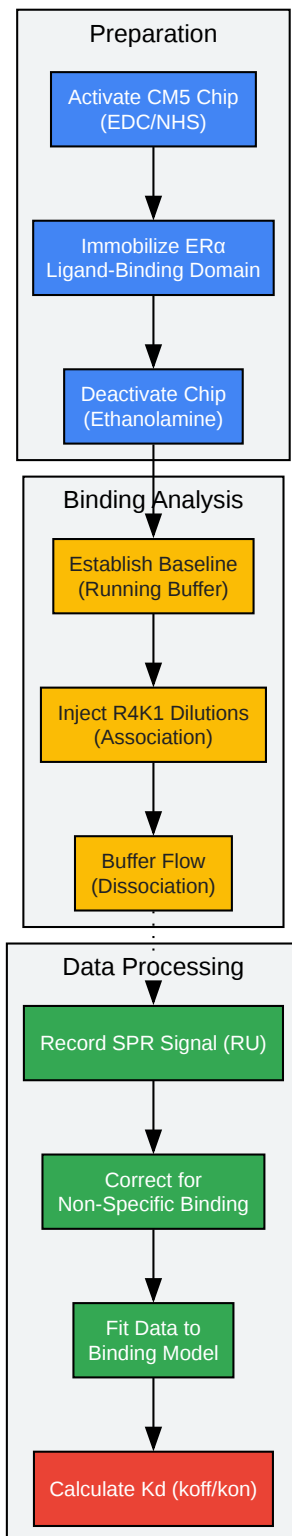 Preparation
Activate CM5 Chip
(EDC/NHS)
Immobilize ERα
Ligand-Binding Domain
Deactivate Chip
(Ethanolamine)
Binding Analysis
Establish Baseline
(Running Buffer)
Inject R4K1 Dilutions
(Association)
Buffer Flow
(Dissociation)
Data Processing
Record SPR Signal (RU)
Correct for
Non-Specific Binding
Fit Data to
Binding Model
Calculate Kd (koff/kon)